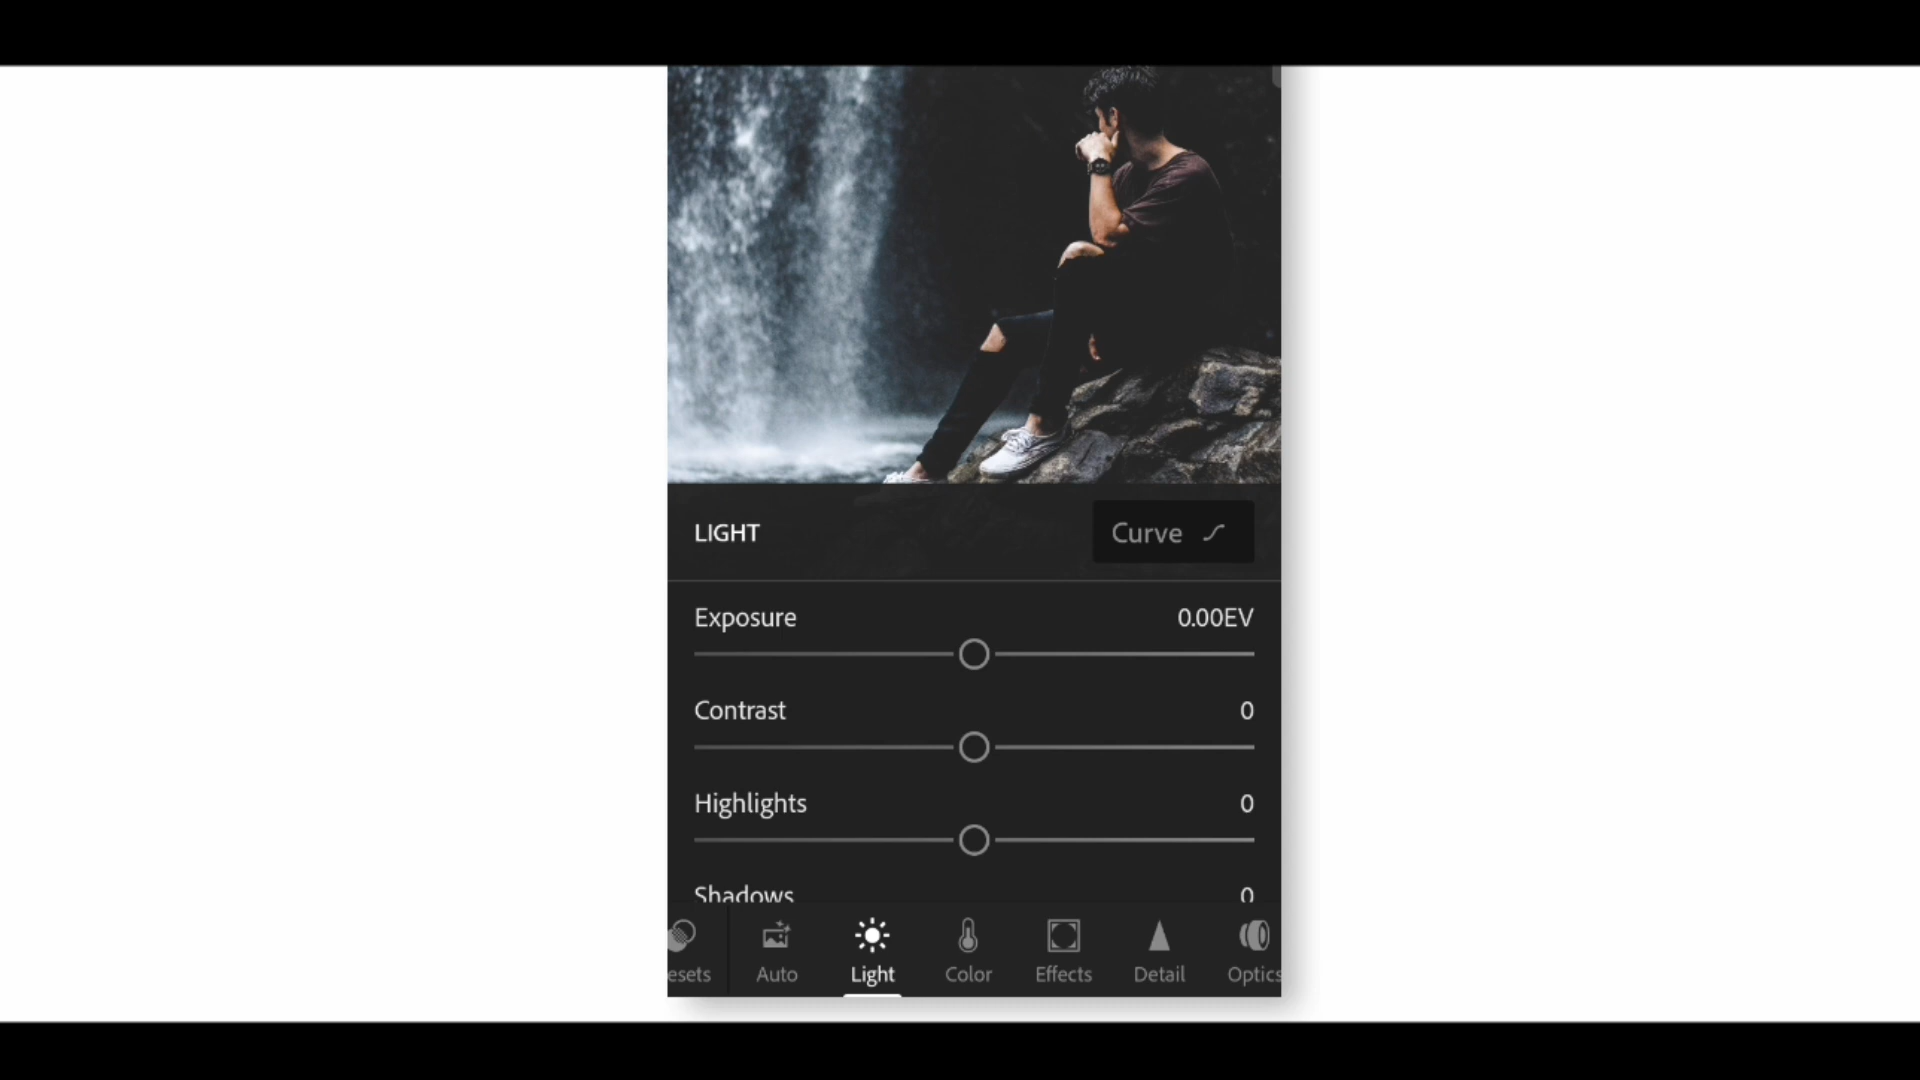 LIGHT
Curve
Exposure 0.00EV
Contrast 0
Highlights 0
Shadows 0
esets Auto Light Color Effects Detail Optics